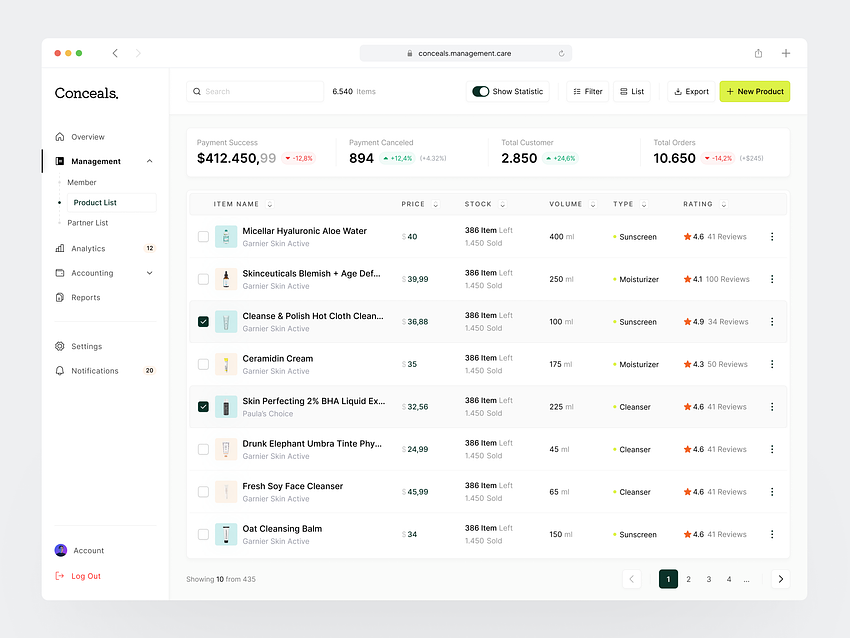 conceals.management.care
Conceals.
Search
6.540 Items
Show Statistic
Filter
List
Export
New Product
Overview
Management
Member
Product List
Partner List
Analytics 12
Accounting
Reports
Settings
Notifications 20
Account
Log Out
Payment Success
$412.450,99 -12,8%
Payment Canceled
894 +12,4% (+4.32%)
Total Customer
2.850 +24,6%
Total Orders
10.650 -14,2% (+$245)
ITEM NAME PRICE STOCK VOLUME TYPE RATING
Micellar Hyaluronic Aloe Water
Garnier Skin Active
$ 40
386 Item Left
1.450 Sold
400 ml
Sunscreen
4.6 41 Reviews
Skinceuticals Blemish + Age Def...
Garnier Skin Active
$ 39,99
386 Item Left
1.450 Sold
250 ml
Moisturizer
4.1 100 Reviews
Cleanse & Polish Hot Cloth Clean...
Garnier Skin Active
$ 36,88
386 Item Left
1.450 Sold
100 ml
Sunscreen
4.9 34 Reviews
Ceramidin Cream
Garnier Skin Active
$ 35
386 Item Left
1.450 Sold
175 ml
Moisturizer
4.3 50 Reviews
Skin Perfecting 2% BHA Liquid Ex...
Paula's Choice
$ 32,56
386 Item Left
1.450 Sold
225 ml
Cleanser
4.6 41 Reviews
Drunk Elephant Umbra Tinte Phy...
Garnier Skin Active
$ 24,99
386 Item Left
1.450 Sold
45 ml
Cleanser
4.6 41 Reviews
Fresh Soy Face Cleanser
Garnier Skin Active
$ 45,99
386 Item Left
1.450 Sold
65 ml
Cleanser
4.6 41 Reviews
Oat Cleansing Balm
Garnier Skin Active
$ 34
386 Item Left
1.450 Sold
150 ml
Sunscreen
4.6 41 Reviews
Showing 10 from 435
1 2 3 4 ...